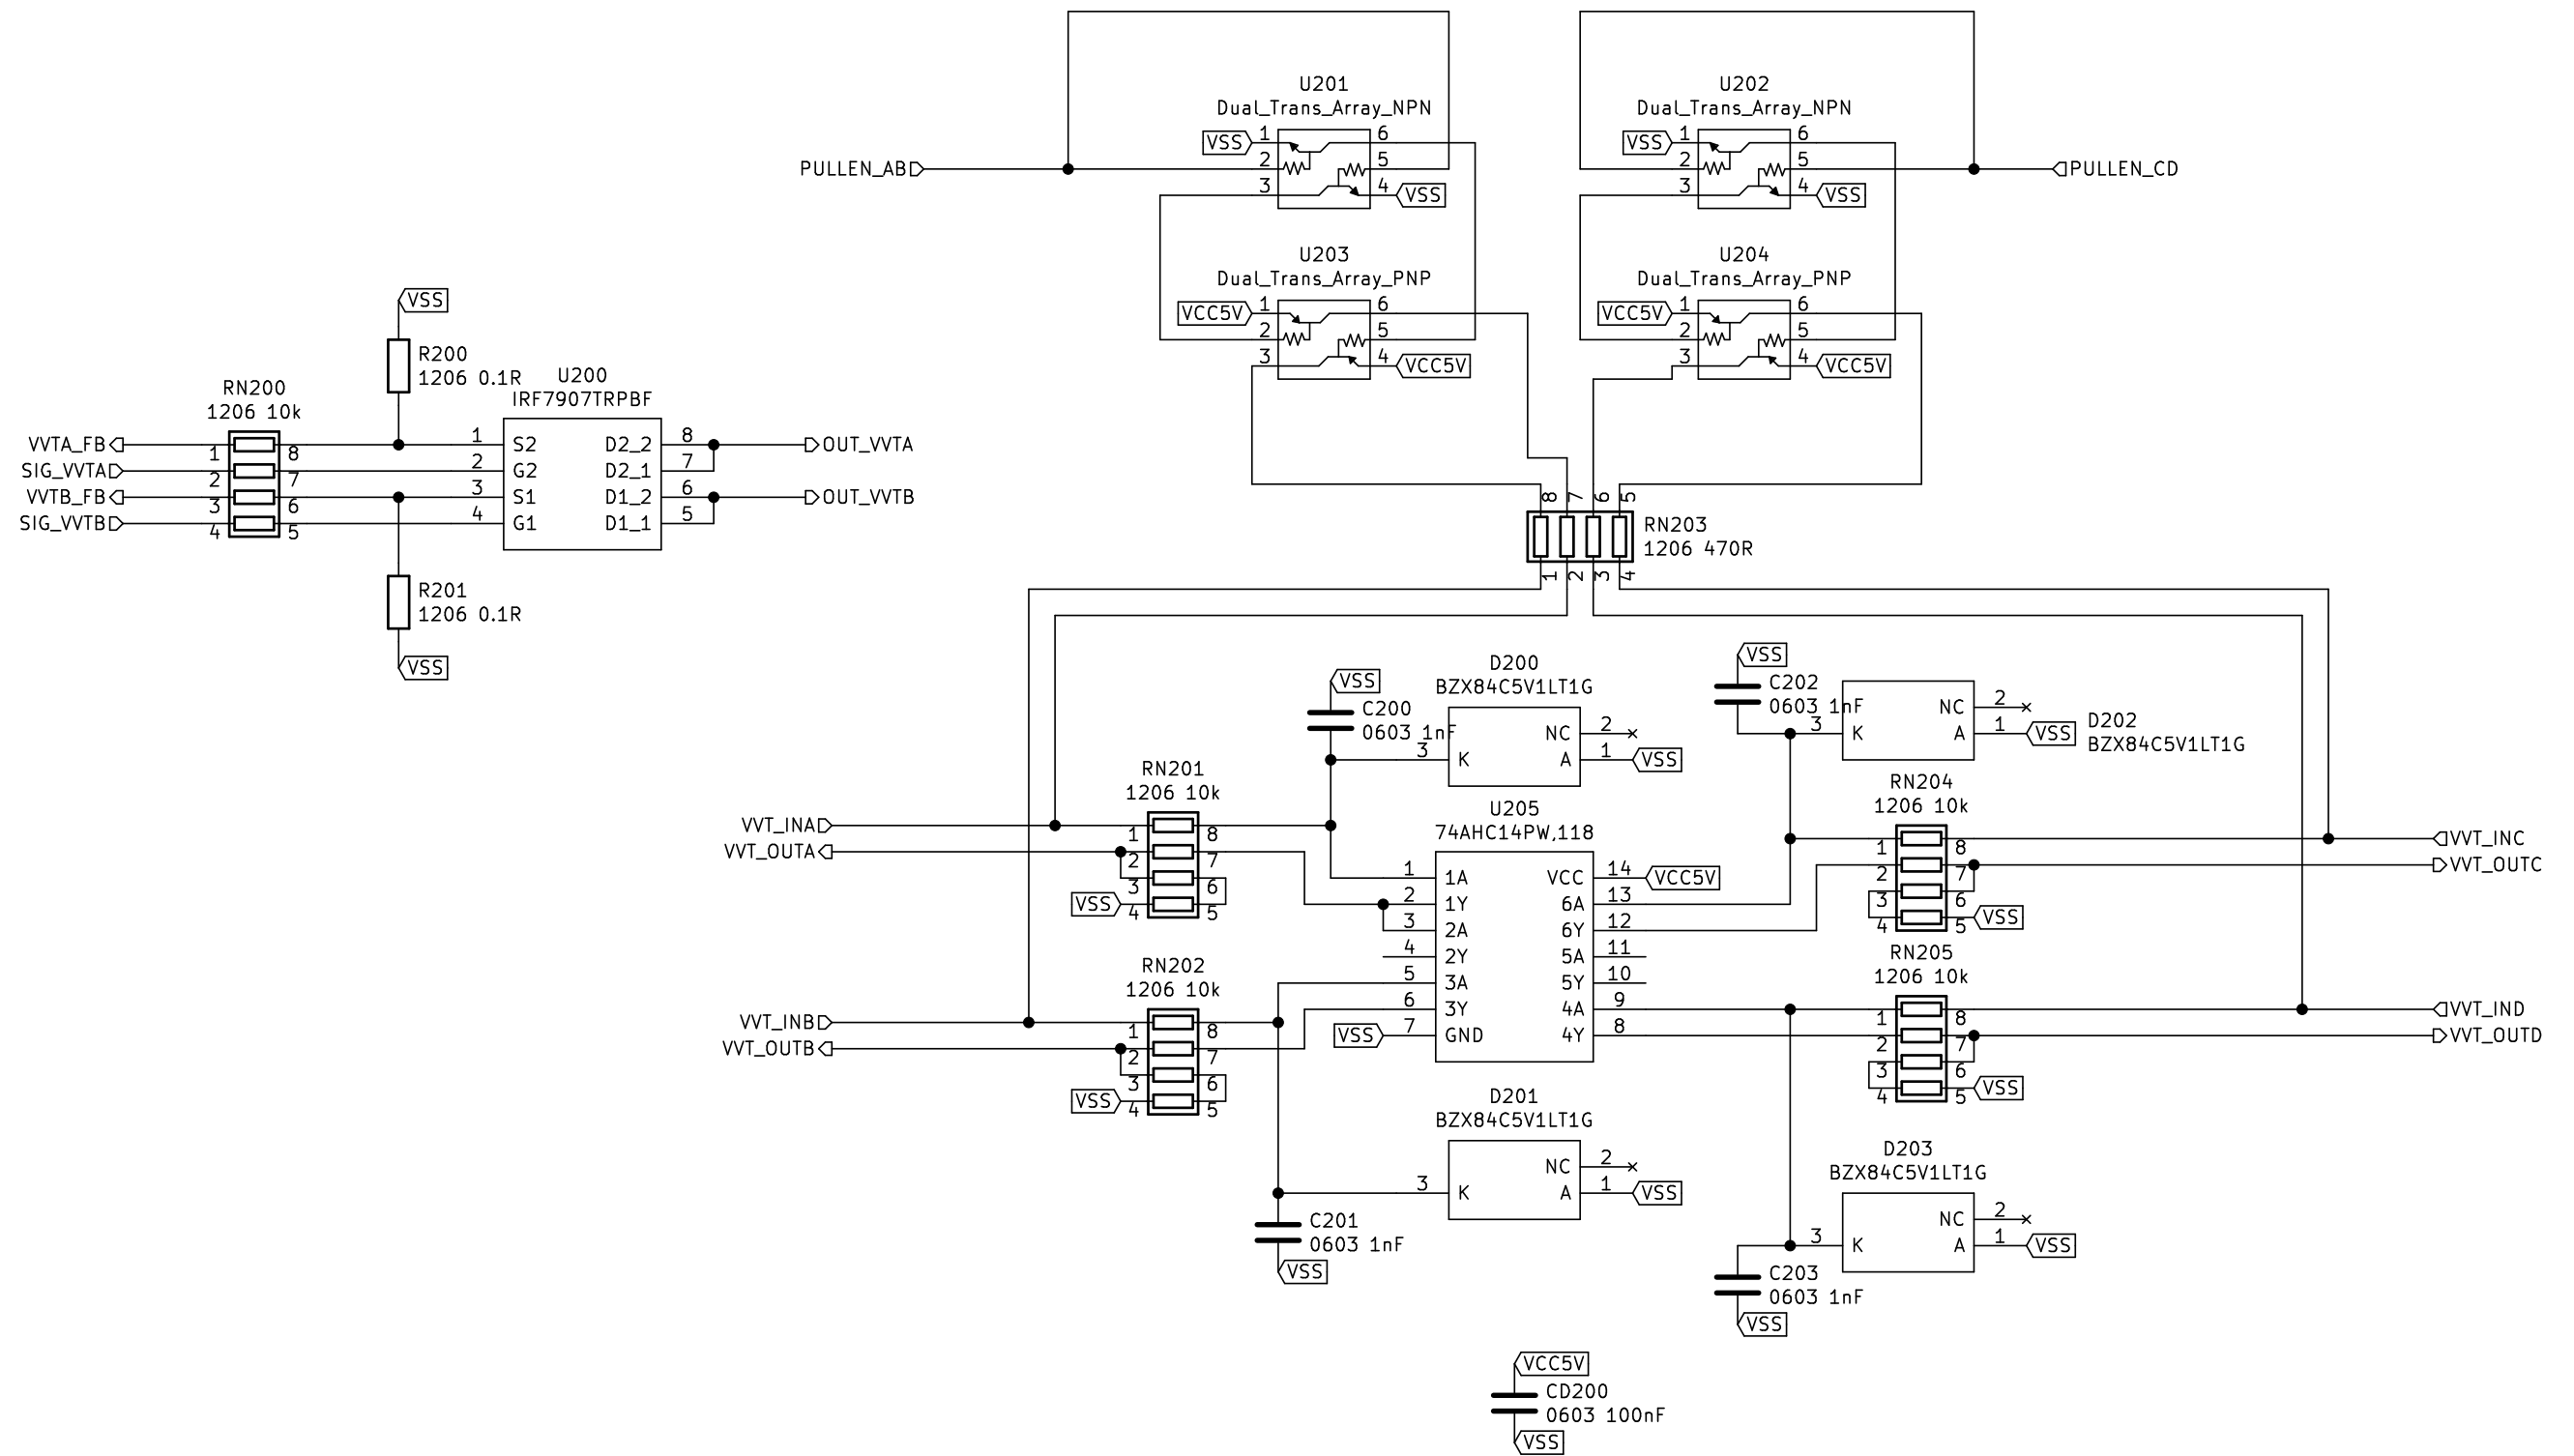 U201
Dual_Trans_Array_NPN
VSS
1
2
3
6
5
4
VSS
PULLEN_AB
U202
Dual_Trans_Array_NPN
VSS
1
2
3
6
5
4
VSS
PULLEN_CD
U203
Dual_Trans_Array_PNP
VCC5V
1
2
3
6
5
4
VCC5V
U204
Dual_Trans_Array_PNP
VCC5V
1
2
3
6
5
4
VCC5V
VSS
R200
1206 0.1R
RN200
1206 10k
VVTA_FB
SIG_VVTA
VVTB_FB
SIG_VVTB
1
2
3
4
8
7
6
5
U200
IRF7907TRPBF
1 S2
2 G2
3 S1
4 G1
D2_2 8
D2_1 7
D1_2 6
D1_1 5
OUT_VVTA
OUT_VVTB
R201
1206 0.1R
VSS
8
7
6
5
RN203
1206 470R
1
2
3
4
VSS
C200
0603 1nF
D200
BZX84C5V1LT1G
3 K
NC 2
A 1
VSS
VSS
C202
0603 1nF
3 K
NC 2
A 1
VSS
D202
BZX84C5V1LT1G
RN201
1206 10k
VVT_INA
VVT_OUTA
VSS
1
2
3
4
8
7
6
5
U205
74AHC14PW,118
1 1A
2 1Y
3 2A
4 2Y
5 3A
6 3Y
7 GND
VSS
VCC 14
6A 13
6Y 12
5A 11
5Y 10
4A 9
4Y 8
VCC5V
RN204
1206 10k
1
2
3
4
8
7
6
5
VSS
VVT_INC
VVT_OUTC
RN202
1206 10k
VVT_INB
VVT_OUTB
VSS
1
2
3
4
8
7
6
5
RN205
1206 10k
1
2
3
4
8
7
6
5
VSS
VVT_IND
VVT_OUTD
D201
BZX84C5V1LT1G
3 K
NC 2
A 1
VSS
C201
0603 1nF
VSS
D203
BZX84C5V1LT1G
3 K
NC 2
A 1
VSS
C203
0603 1nF
VSS
VCC5V
CD200
0603 100nF
VSS